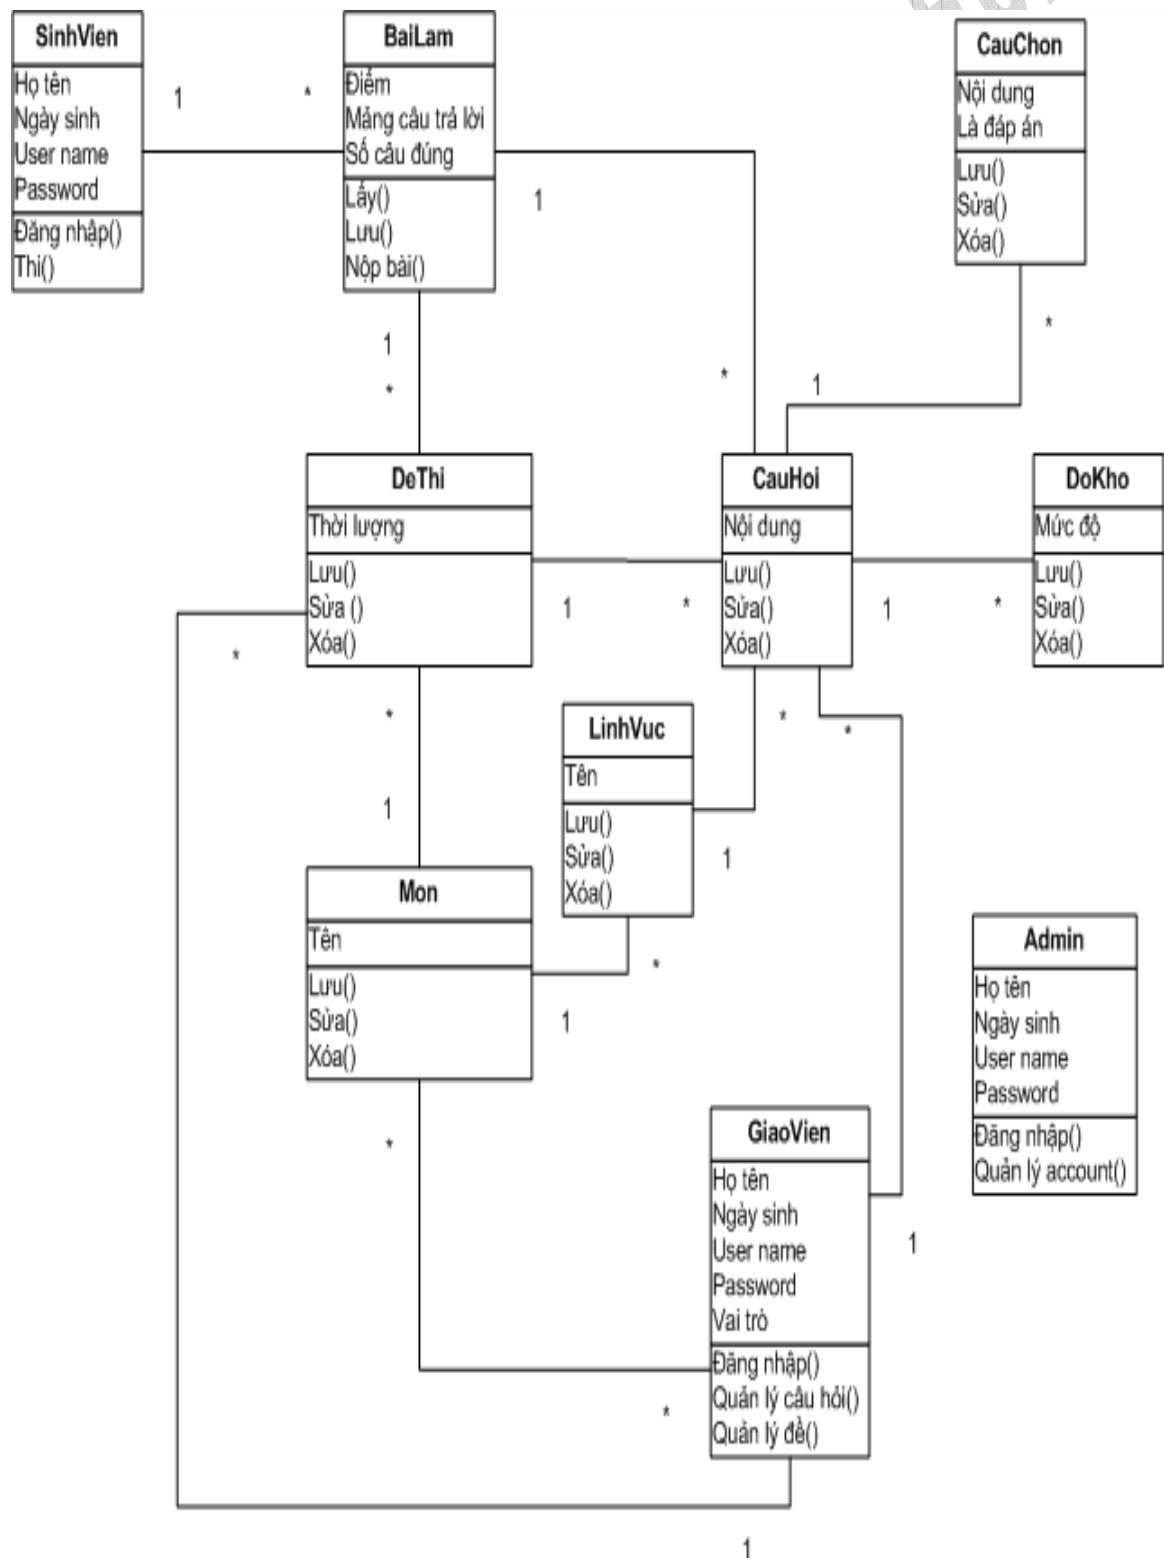 SinhVien
Họ tên
Ngày sinh
User name
Password
Đăng nhập()
Thi()
1
*
BaiLam
Điểm
Mảng câu trả lời
Số câu đúng
Lấy()
Lưu()
Nộp bài()
1
*
1
*
CauChon
Nội dung
Là đáp án
Lưu()
Sửa()
Xóa()
*
1
DeThi
Thời lượng
Lưu()
Sửa ()
Xóa()
1
*
CauHoi
Nội dung
Lưu()
Sửa()
Xóa()
1
*
DoKho
Mức độ
Lưu()
Sửa()
Xóa()
*
*
1
LinhVuc
Tên
Lưu()
Sửa()
Xóa()
*
1
*
Mon
Tên
Lưu()
Sửa()
Xóa()
*
1
*
Admin
Họ tên
Ngày sinh
User name
Password
Đăng nhập()
Quản lý account()
GiaoVien
Họ tên
Ngày sinh
User name
Password
Vai trò
Đăng nhập()
Quản lý câu hỏi()
Quản lý đề()
1
*
1